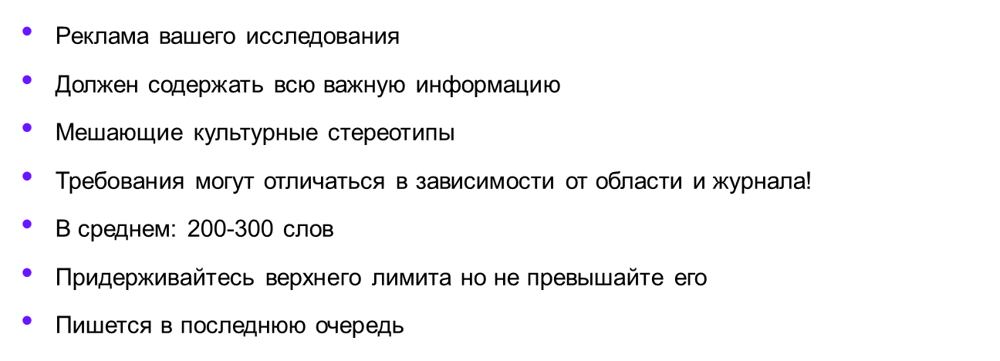 • Реклама вашего исследования
• Должен содержать всю важную информацию
• Мешающие культурные стереотипы
• Требования могут отличаться в зависимости от области и журнала!
• В среднем: 200-300 слов
• Придерживайтесь верхнего лимита но не превышайте его
• Пишется в последнюю очередь